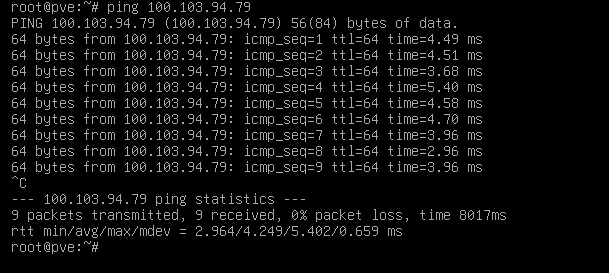 root@pve:~# ping 100.103.94.79
PING 100.103.94.79 (100.103.94.79) 56(84) bytes of data.
64 bytes from 100.103.94.79: icmp_seq=1 ttl=64 time=4.49 ms
64 bytes from 100.103.94.79: icmp_seq=2 ttl=64 time=4.51 ms
64 bytes from 100.103.94.79: icmp_seq=3 ttl=64 time=3.68 ms
64 bytes from 100.103.94.79: icmp_seq=4 ttl=64 time=5.40 ms
64 bytes from 100.103.94.79: icmp_seq=5 ttl=64 time=4.58 ms
64 bytes from 100.103.94.79: icmp_seq=6 ttl=64 time=4.70 ms
64 bytes from 100.103.94.79: icmp_seq=7 ttl=64 time=3.96 ms
64 bytes from 100.103.94.79: icmp_seq=8 ttl=64 time=2.96 ms
64 bytes from 100.103.94.79: icmp_seq=9 ttl=64 time=3.96 ms
^C
--- 100.103.94.79 ping statistics ---
9 packets transmitted, 9 received, 0% packet loss, time 8017ms
rtt min/avg/max/mdev = 2.964/4.249/5.402/0.659 ms
root@pve:~#